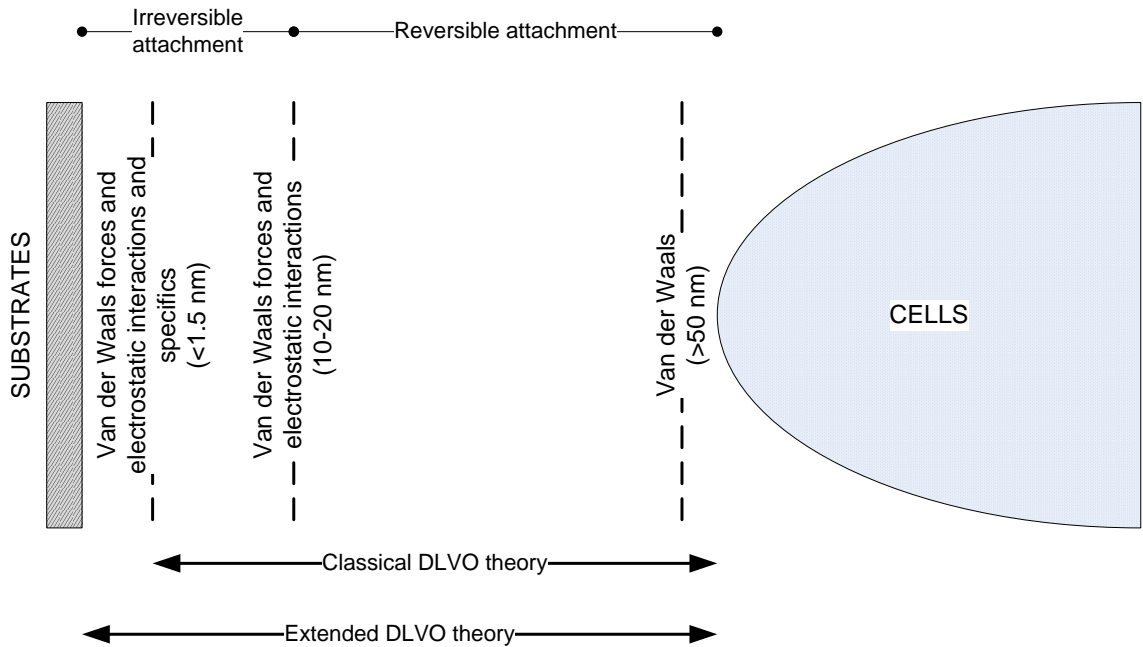 Irreversible
attachment
Reversible attachment
SUBSTRATES
Van der Waals forces and
electrostatic interactions and
specifics
(<1.5 nm)
Van der Waals forces and
electrostatic interactions
(10-20 nm)
Van der Waals
(>50 nm)
CELLS
Classical DLVO theory
Extended DLVO theory